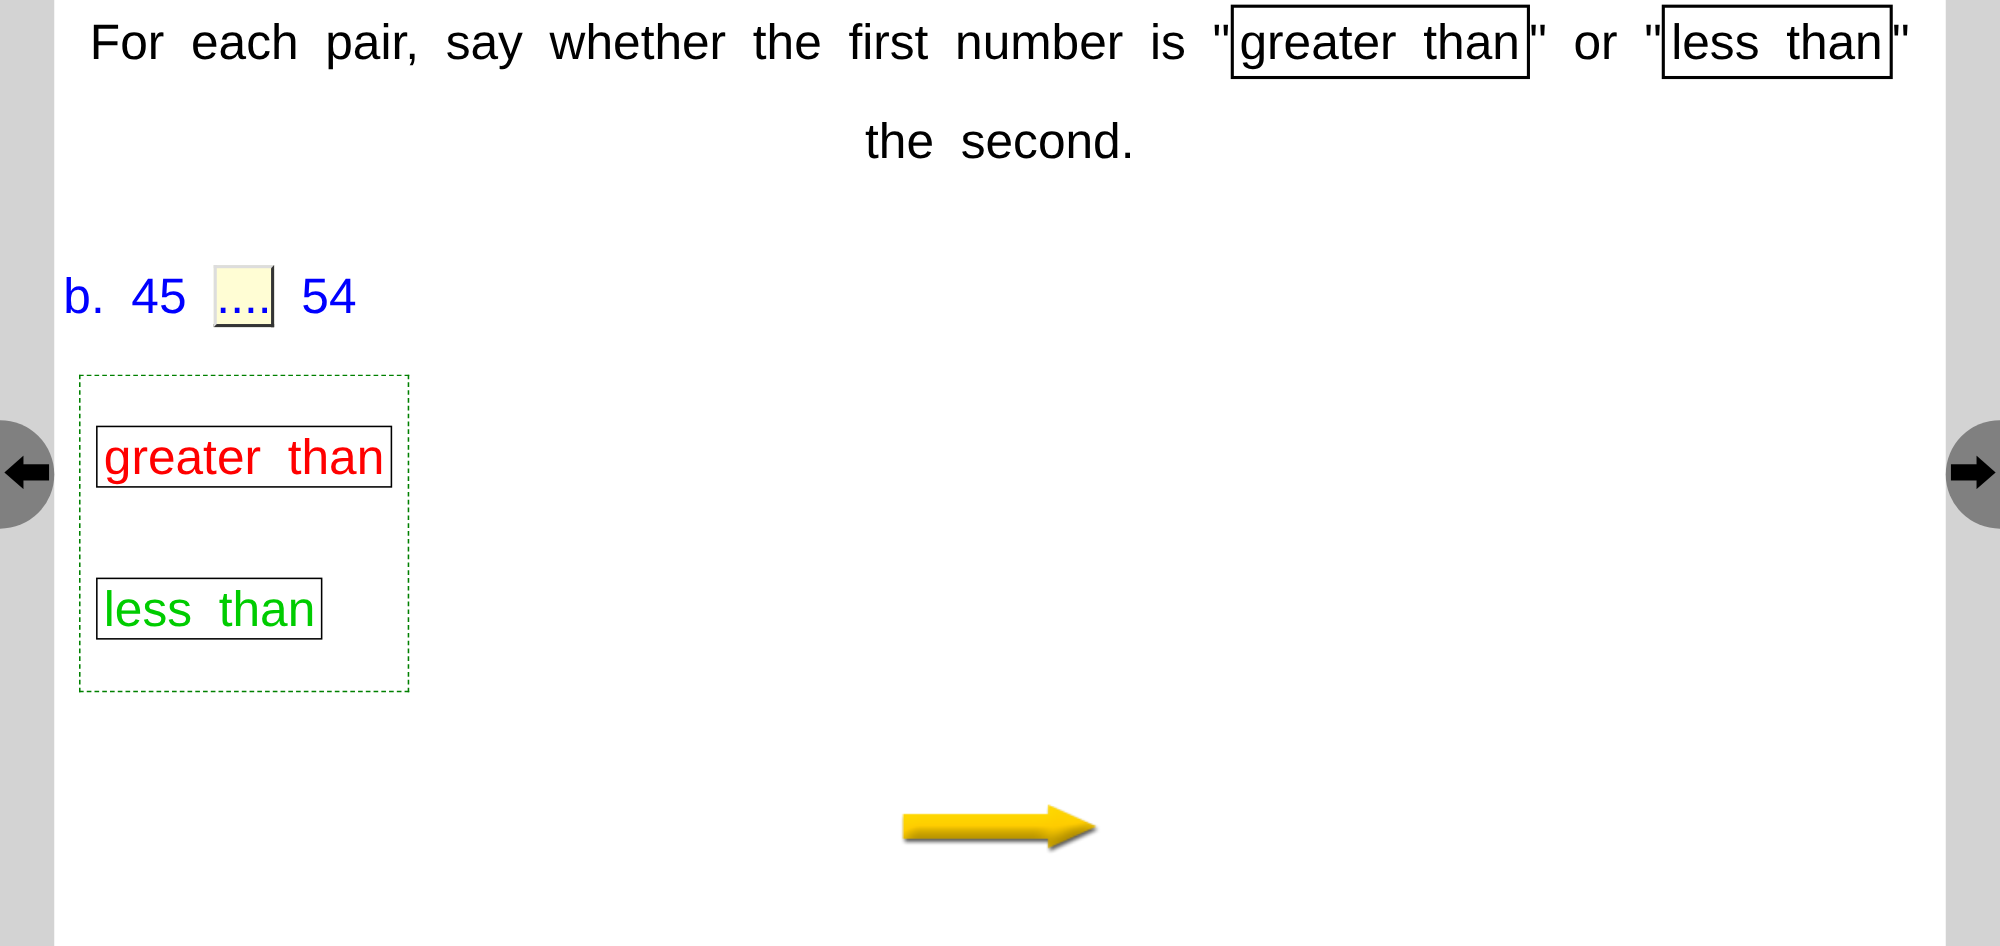 For each pair, say whether the first number is "greater than" or "less than"
the second.
b. 45 .... 54
greater than
less than